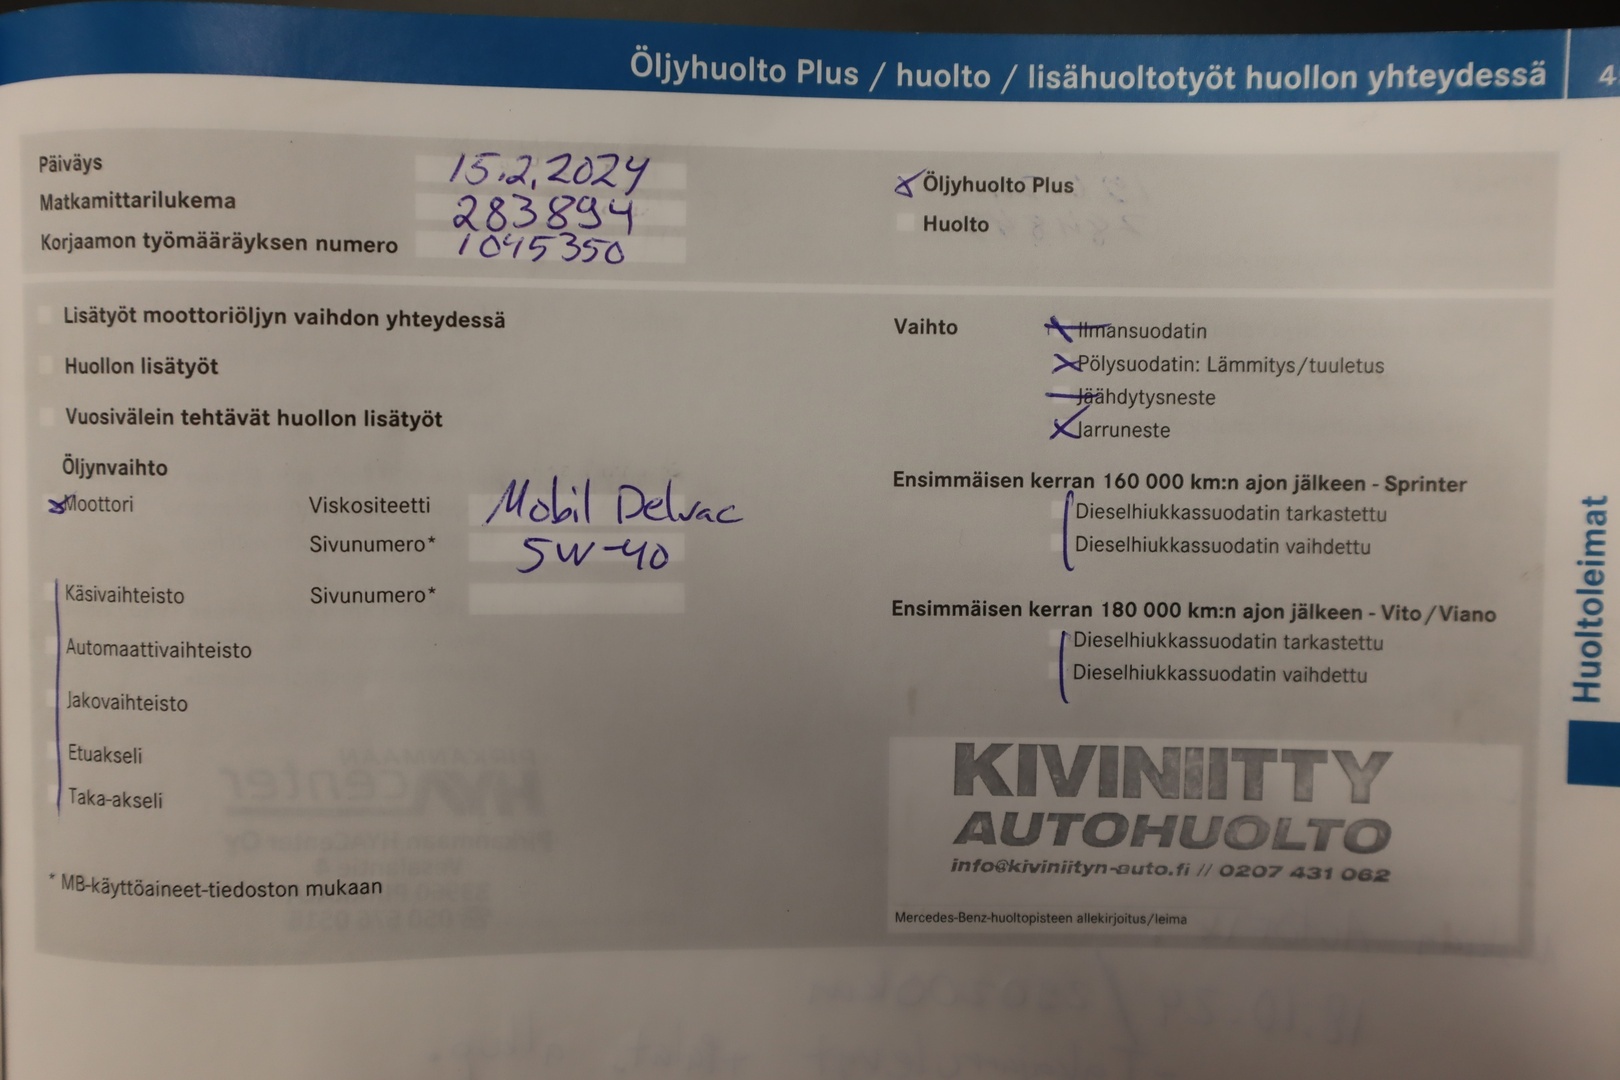 Öljyhuolto Plus / huolto / lisähuoltotyöt huollon yhteydessä 4
Päiväys 15.2.2024
Matkamittarilukema 283894
Korjaamon työmääräyksen numero 1045350
Öljyhuolto Plus
Huolto
Lisätyöt moottoriöljyn vaihdon yhteydessä
Huollon lisätyöt
Vuosivälein tehtävät huollon lisätyöt
Öljynvaihto
Moottori Viskositeetti Mobil Delvac
Sivunumero* 5W-40
Käsivaihteisto Sivunumero*
Automaattivaihteisto
Jakovaihteisto
Etuakseli
Taka-akseli
* MB-käyttöaineet-tiedoston mukaan
Vaihto Ilmansuodatin
Pölysuodatin: Lämmitys/tuuletus
Jäähdytysneste
Jarruneste
Ensimmäisen kerran 160 000 km:n ajon jälkeen - Sprinter
Dieselhiukkassuodatin tarkastettu
Dieselhiukkassuodatin vaihdettu
Ensimmäisen kerran 180 000 km:n ajon jälkeen - Vito/Viano
Dieselhiukkassuodatin tarkastettu
Dieselhiukkassuodatin vaihdettu
KIVINIITTY
AUTOHUOLTO
info@kiviniityn-auto.fi // 0207 431 062
Mercedes-Benz-huoltopisteen allekirjoitus/leima
Huoltoleimat